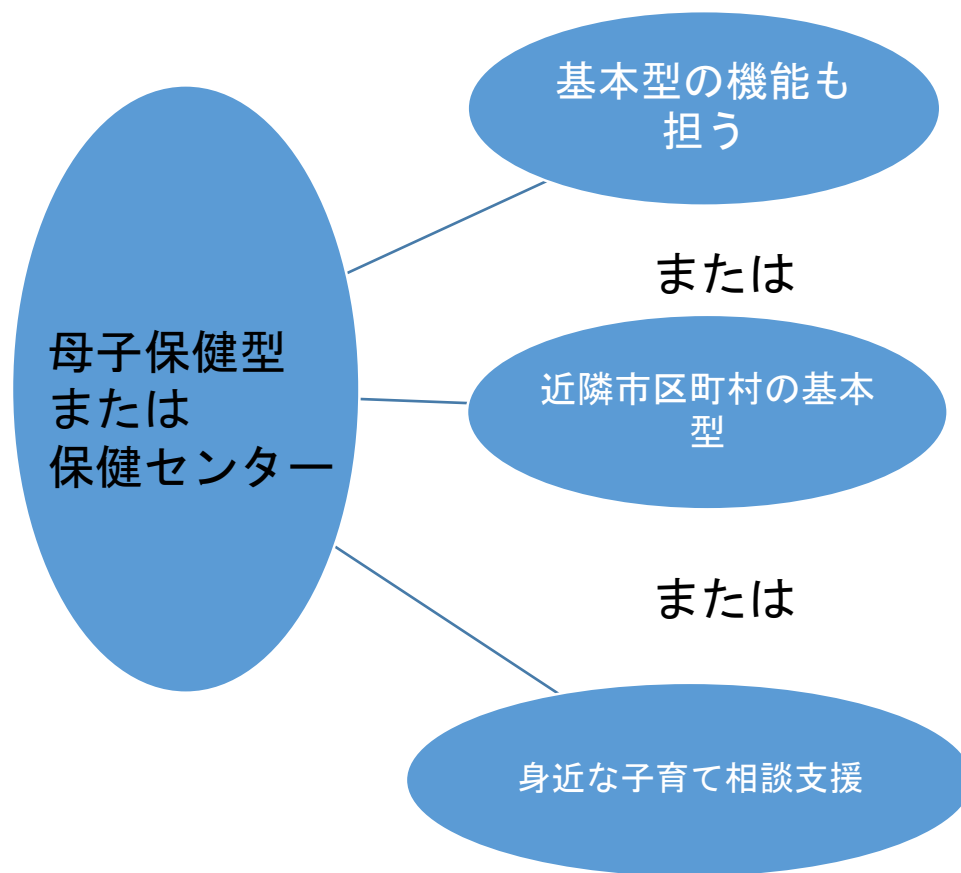 母子保健型
または
保健センター
基本型の機能も
担う
または
近隣市区町村の基本
型
または
身近な子育て相談支援